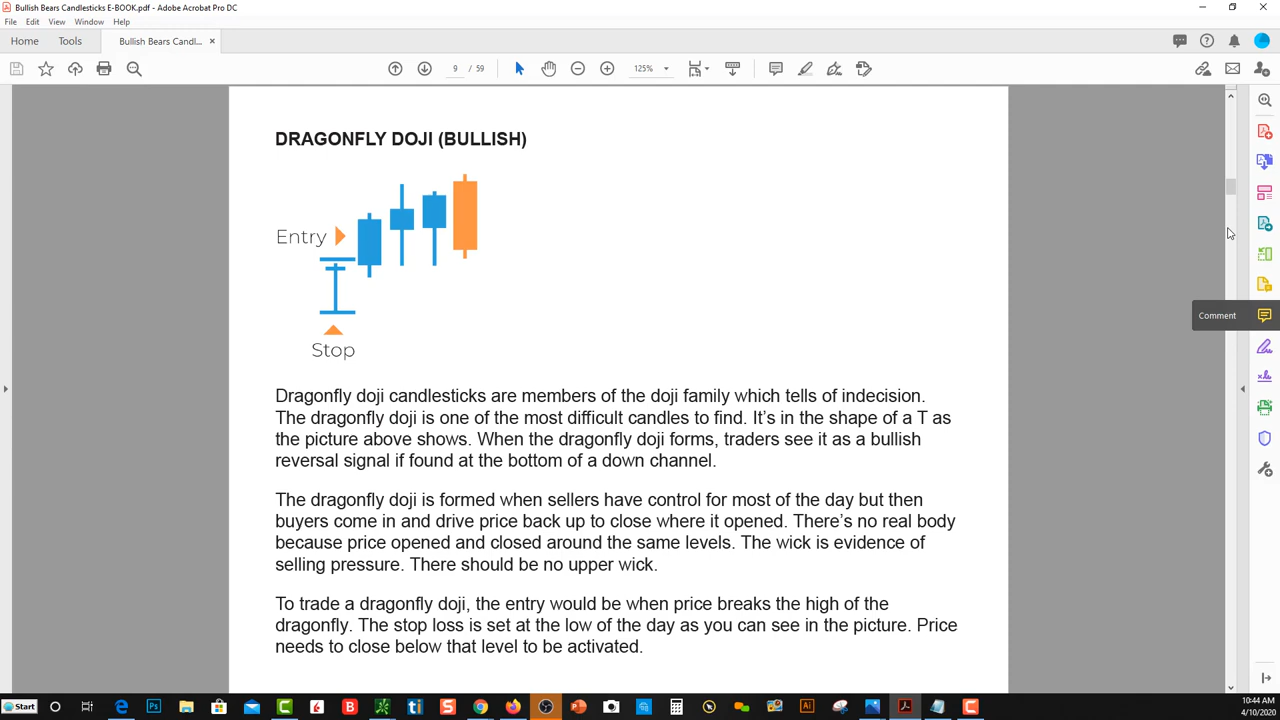 Bullish Bears Candlesticks E-BOOK.pdf - Adobe Acrobat Pro DC
File Edit View Window Help
Home Tools Bullish Bears Candl... ×
9 / 59 125%
DRAGONFLY DOJI (BULLISH)
Entry
Stop
Comment
Dragonfly doji candlesticks are members of the doji family which tells of indecision.
The dragonfly doji is one of the most difficult candles to find. It's in the shape of a T as
the picture above shows. When the dragonfly doji forms, traders see it as a bullish
reversal signal if found at the bottom of a down channel.
The dragonfly doji is formed when sellers have control for most of the day but then
buyers come in and drive price back up to close where it opened. There's no real body
because price opened and closed around the same levels. The wick is evidence of
selling pressure. There should be no upper wick.
To trade a dragonfly doji, the entry would be when price breaks the high of the
dragonfly. The stop loss is set at the low of the day as you can see in the picture. Price
needs to close below that level to be activated.
Start
10:44 AM
4/10/2020